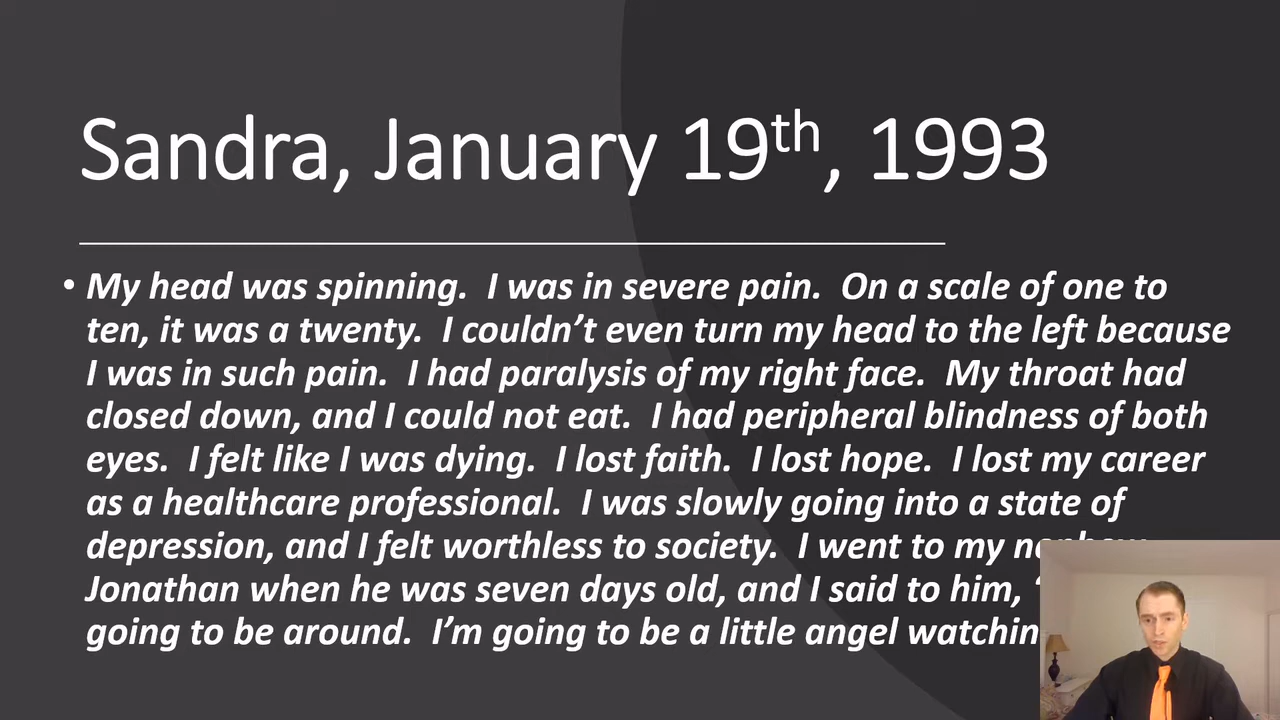 Sandra, January 19th, 1993
• My head was spinning.  I was in severe pain.  On a scale of one to
ten, it was a twenty.  I couldn’t even turn my head to the left because
I was in such pain.  I had paralysis of my right face.  My throat had
closed down, and I could not eat.  I had peripheral blindness of both
eyes.  I felt like I was dying.  I lost faith.  I lost hope.  I lost my career
as a healthcare professional.  I was slowly going into a state of
depression, and I felt worthless to society.  I went to my
Jonathan when he was seven days old, and I said to him,
going to be around.  I’m going to be a little angel